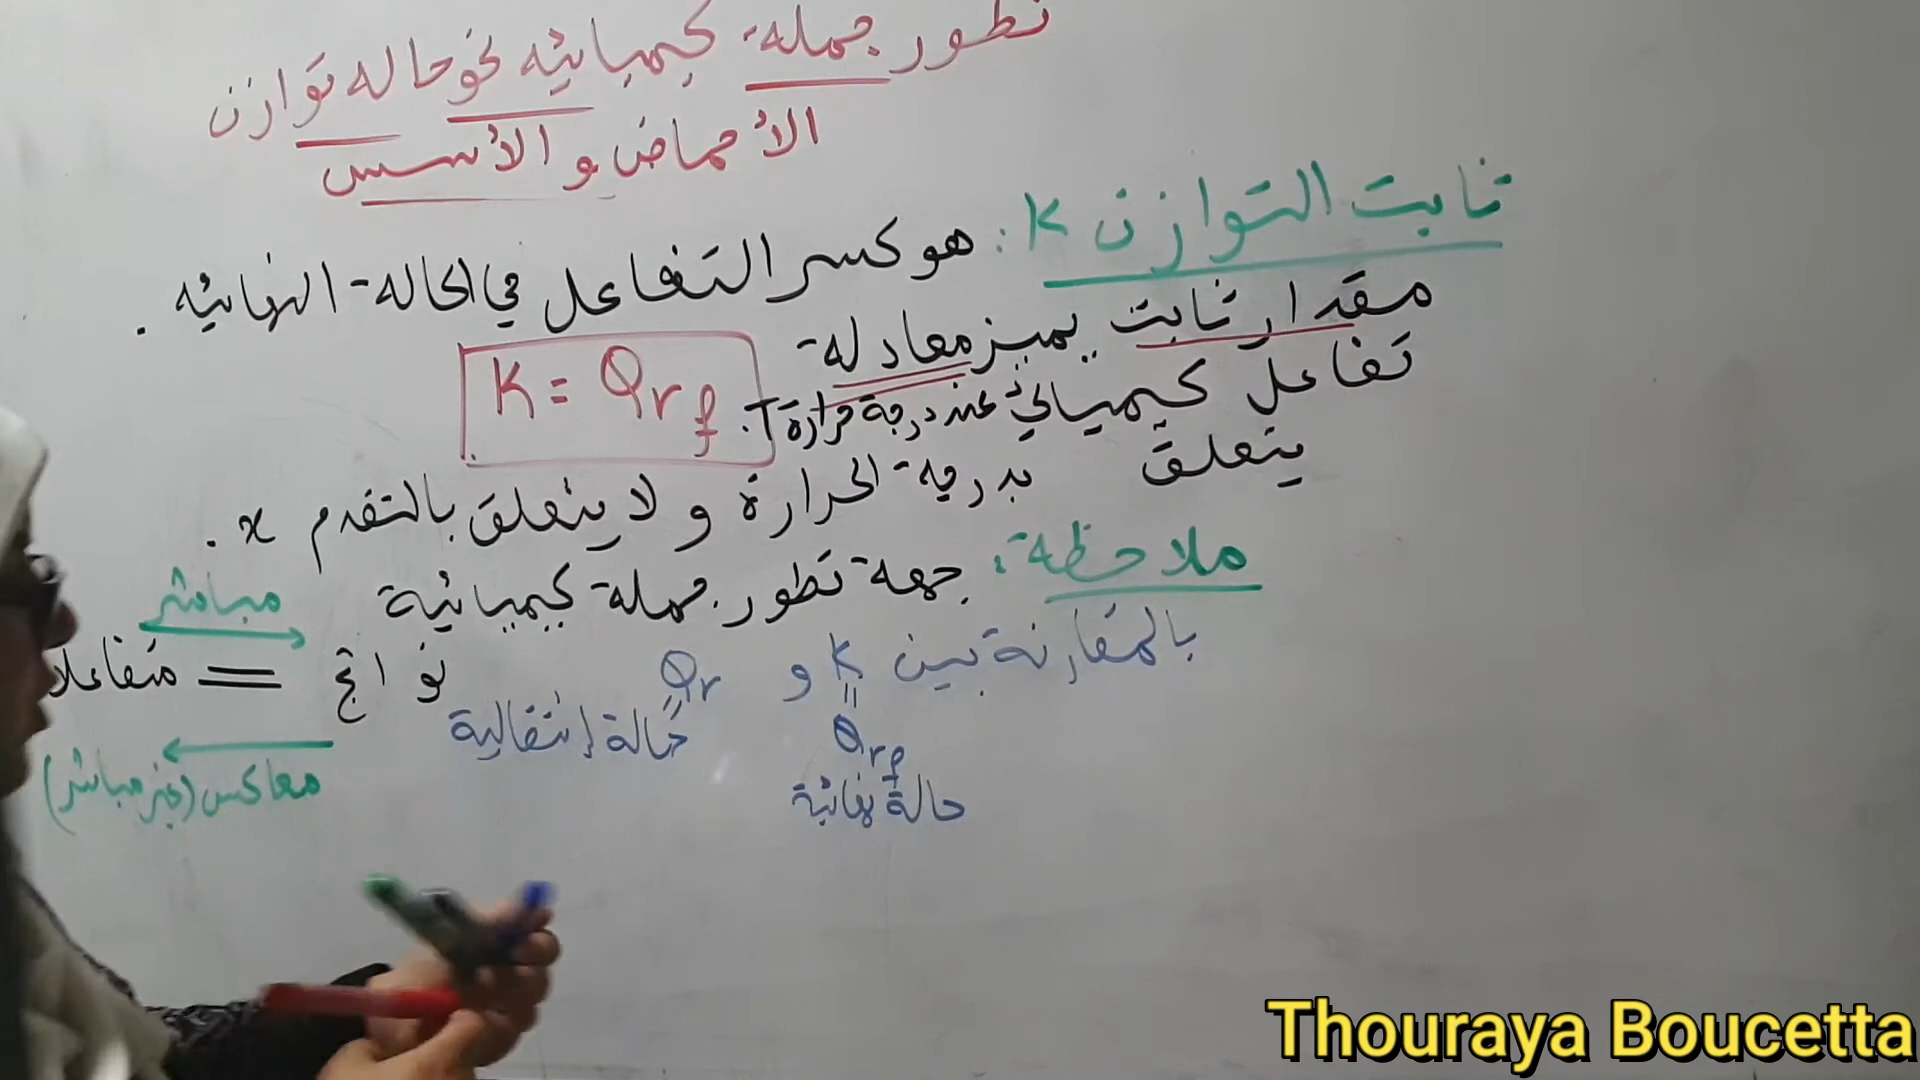 تطور جملة كيميائية نحو حالة توازن
الأحماض و الأسس
ثابت التوازن K : هو كسر التفاعل في الحالة النهائية .
مقدار ثابت يميز معادلة
تفاعل كيميائي عند درجة حرارة T.
K = Qrf
يتعلق بدرجة الحرارة و لا يتعلق بالتقدم x .
ملاحظة : جهة تطور جملة كيميائية
بالمقارنة بين K و Qr
= Qrf
حالة نهائية
= حالة إنتقالية
مباشر
متفاعلا = نواتج
معاكس (غير مباشر)
Thouraya Boucetta